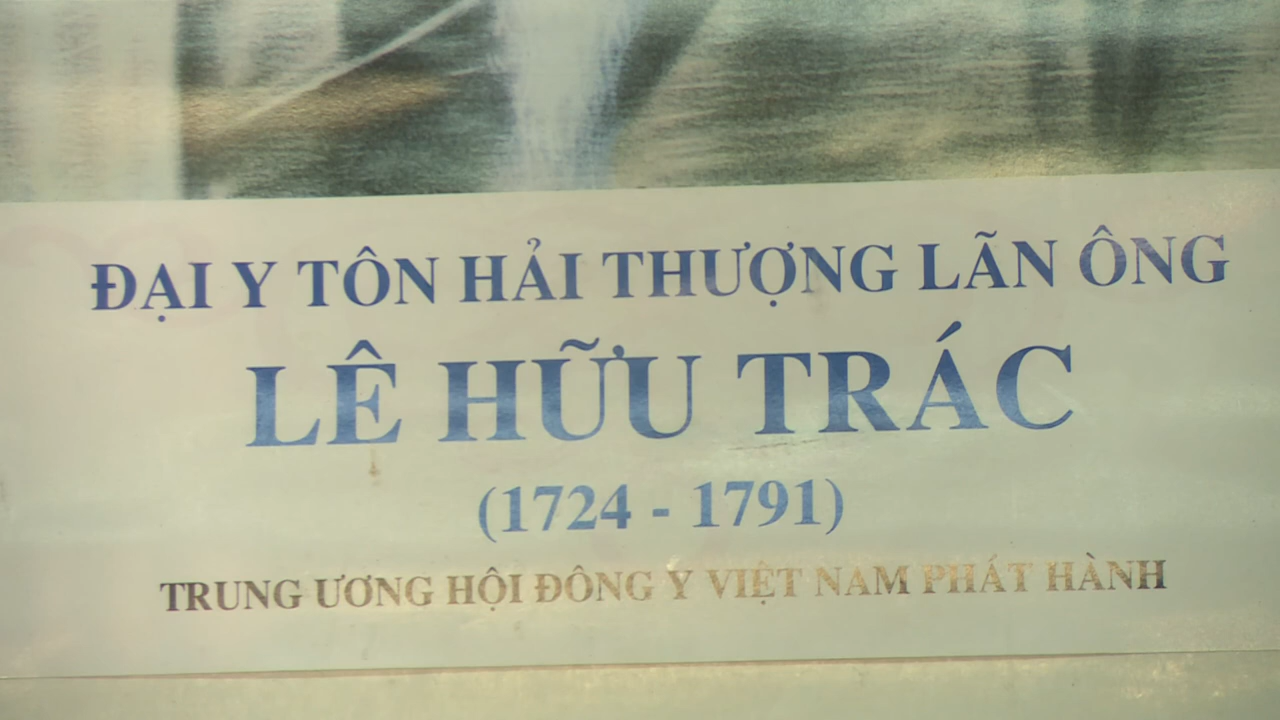 ĐẠI Y TÔN HẢI THƯỢNG LÃN ÔNG
LÊ HỮU TRÁC
(1724 - 1791)
TRUNG ƯƠNG HỘI ĐÔNG Y VIỆT NAM PHÁT HÀNH